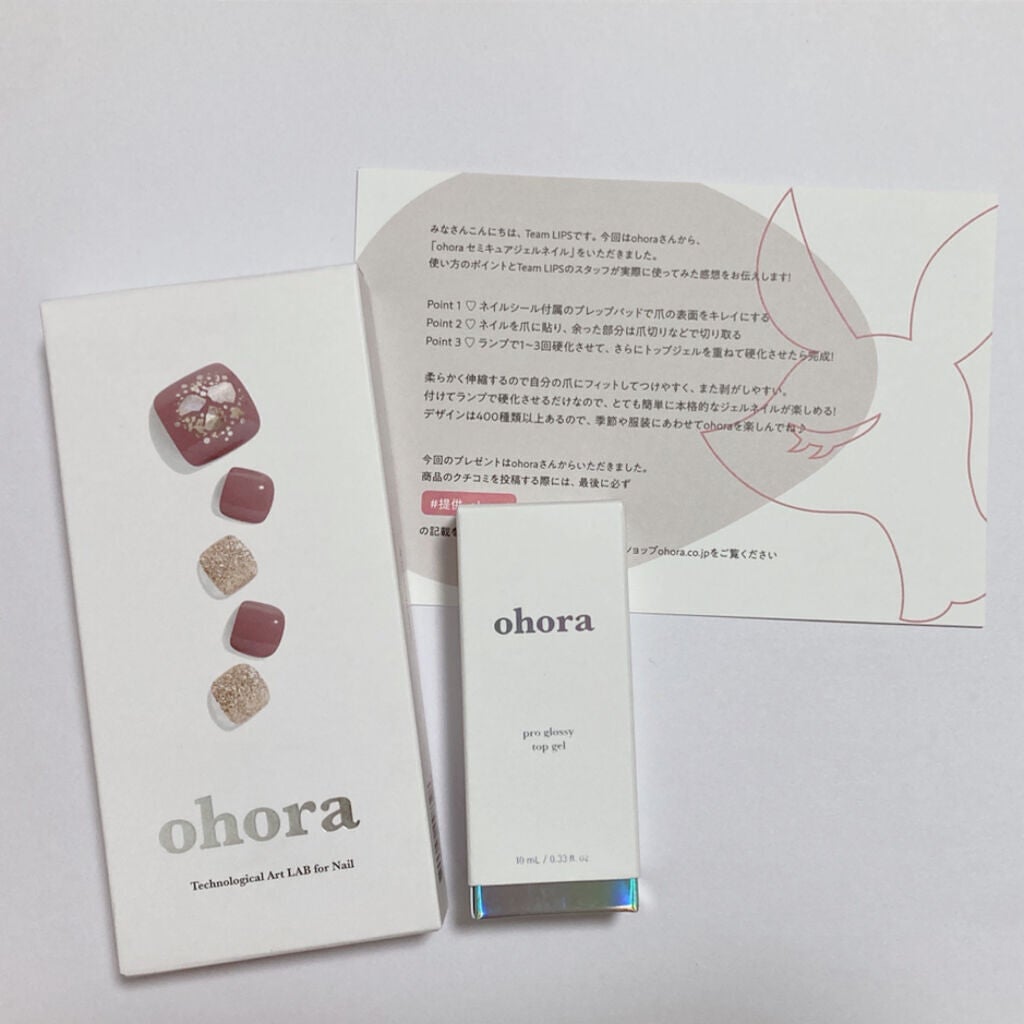 みなさんこんにちは、Team LIPSです。今回はohoraさんから、
「ohora セミキュアジェルネイル」をいただきました。
使い方のポイントとTeam LIPSのスタッフが実際に使ってみた感想をお伝えします!
Point 1 ♡ ネイルシール付属のプレップパッドで爪の表面をキレイにする
Point 2 ♡ ネイルを爪に貼り、余った部分は爪切りなどで切り取る
Point 3 ♡ ランプで1~3回硬化させて、さらにトップジェルを重ねて硬化させたら完成!
柔らかく伸縮するので自分の爪にフィットしてつけやすく、また剥がしやすい。
付けてランプで硬化させるだけなので、とても簡単に本格的なジェルネイルが楽しめる!
デザインは400種類以上あるので、季節や服装にあわせてohoraを楽しんでね♪
今回のプレゼントはohoraさんからいただきました。
商品のクチコミを投稿する際には、最後に必ず
#提供
の記載を
ショップohora.co.jpをご覧ください
ohora
Technological Art LAB for Nail
ohora
pro glossy
top gel
10 mL / 0.33 fl. oz